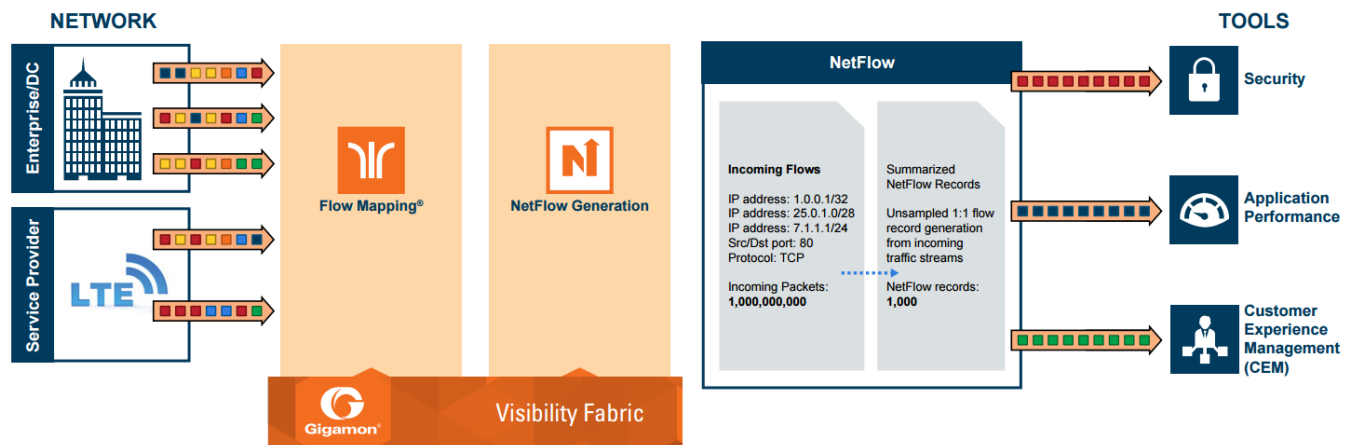 NETWORK
Enterprise/DC
Service Provider
LTE
Flow Mapping®
NetFlow Generation
Gigamon®
Visibility Fabric
NetFlow
Incoming Flows
IP address: 1.0.0.1/32
IP address: 25.0.1.0/28
IP address: 7.1.1.1/24
Src/Dst port: 80
Protocol: TCP
Incoming Packets:
1,000,000,000
Summarized
NetFlow Records
Unsampled 1:1 flow
record generation
from incoming
traffic streams
NetFlow records:
1,000
TOOLS
Security
Application
Performance
Customer
Experience
Management
(CEM)